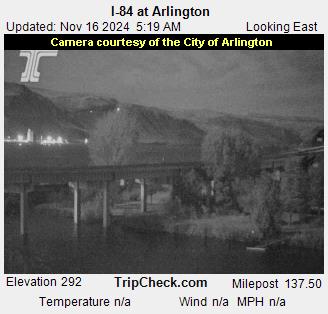 I-84 at Arlington
Updated: Nov 16 2024 5:19 AM Looking East
Camera courtesy of the City of Arlington
Elevation 292 TripCheck.com Milepost 137.50
Temperature n/a Wind n/a MPH n/a